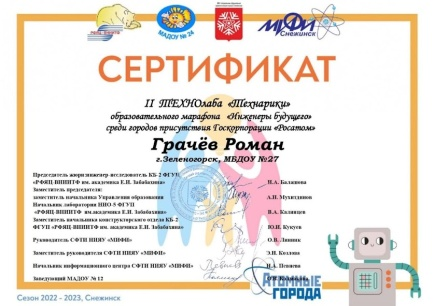 МАДОУ № 24
МИФИ
СНЕЖИНСК
СЕРТИФИКАТ
II ТЕХНОлаба «Технарики»
образовательного марафона «Инженеры будущего»
среди городов присутствия Госкорпорации «Росатом»
Грачёв Роман
г.Зеленогорск, МБДОУ №27
Председатель жюри:инженер-исследователь КБ-2 ФГУП
«РФЯЦ ВНИИТФ им. академика Е.И. Забабахина» Н.А. Балашова
Заместитель председателя:
заместитель начальника Управления образования А.Н. Мухитдинов
Начальник лаборатории НИО-5 ФГУП
«РФЯЦ ВНИИТФ им.академика Е.И. Забабахина» В.А. Калинцев
Заместитель начальника конструкторского отдела КБ-2
ФГУП «РФЯЦ ВНИИТФ им. академика Е.И. Забабахина» Ю.Н. Кукуев
Руководитель СФТИ НИЯУ «МИФИ» О.В. Линник
Заместитель руководителя СФТИ НИЯУ «МИФИ» Э.Н. Козлова
Начальник информационного центра СФТИ НИЯУ «МИФИ»
Заведующий МАДОУ № 12
АТОМНЫЕ
ГОРОДА
Сезон 2022 - 2023, Снежинск